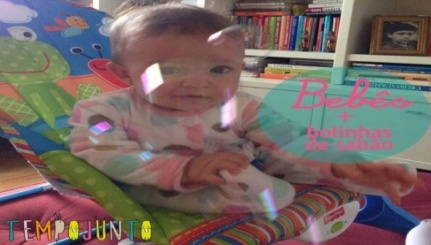 Bebês
+
bolinhas
de sabão
TEMPOJUNTO